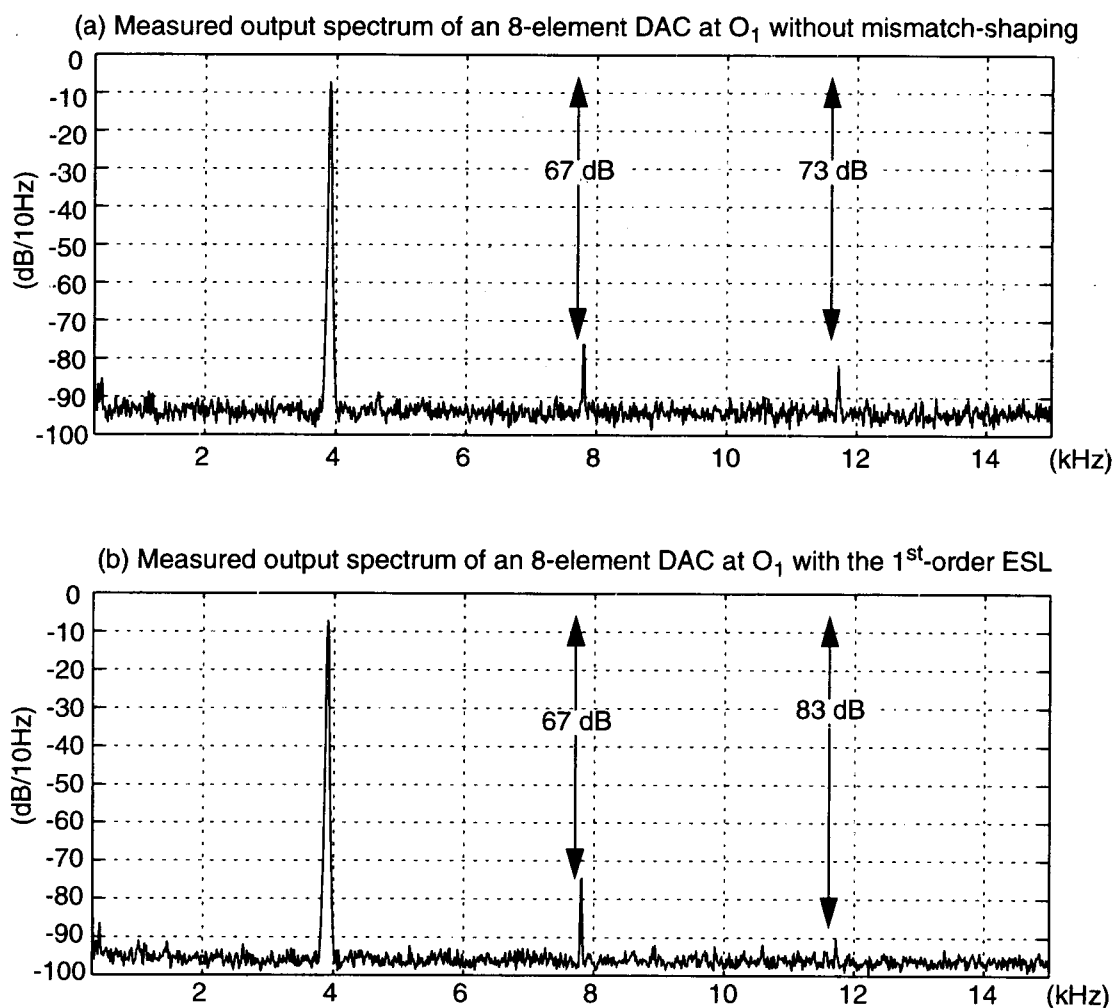 (a) Measured output spectrum of an 8-element DAC at O₁ without mismatch-shaping
0
-10
-20
-30
-40
-50
-60
-70
-80
-90
-100
(dB/10Hz)
67 dB
73 dB
2 4 6 8 10 12 14 (kHz)
(b) Measured output spectrum of an 8-element DAC at O₁ with the 1ˢᵗ-order ESL
0
-10
-20
-30
-40
-50
-60
-70
-80
-90
-100
(dB/10Hz)
67 dB
83 dB
2 4 6 8 10 12 14 (kHz)